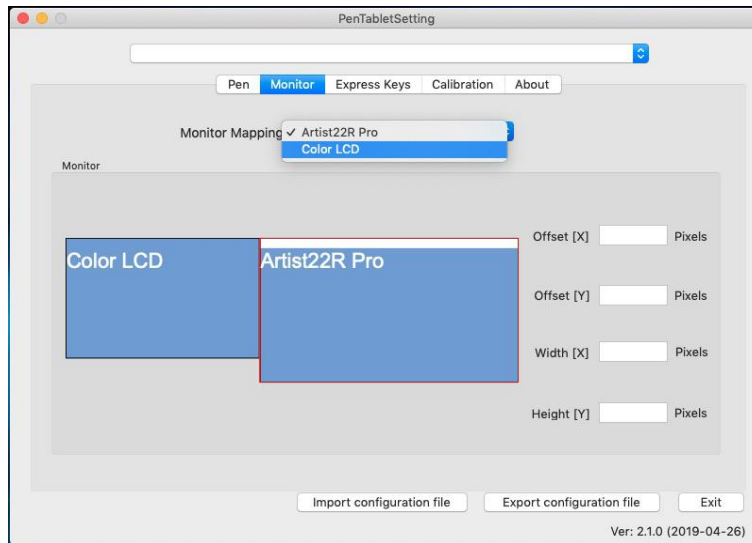 PenTabletSetting
Pen Monitor Express Keys Calibration About
Monitor Mapping ✓ Artist22R Pro
Color LCD
Monitor
Offset [X] Pixels
Color LCD Artist22R Pro
Offset [Y] Pixels
Width [X] Pixels
Height [Y] Pixels
Import configuration file Export configuration file Exit
Ver: 2.1.0 (2019-04-26)